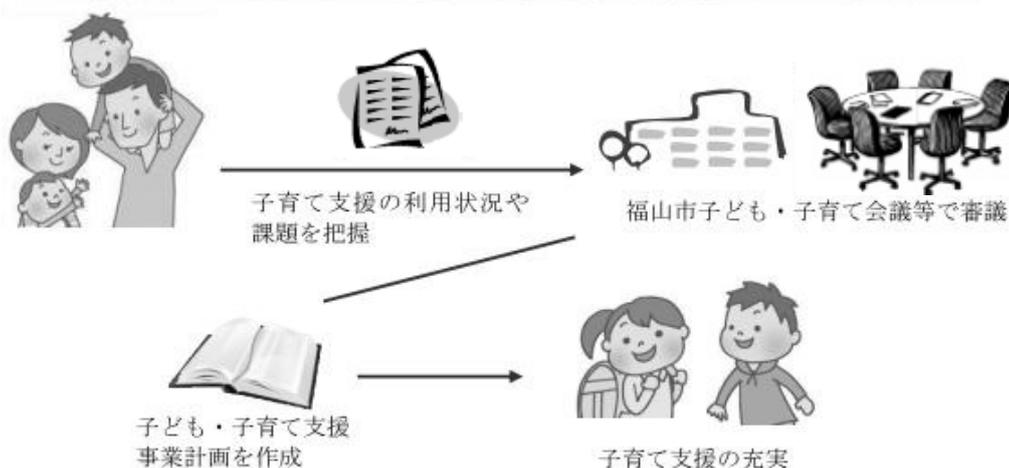 子育て支援の利用状況や
課題を把握
福山市子ども・子育て会議等で審議
子ども・子育て支援
事業計画を作成
子育て支援の充実